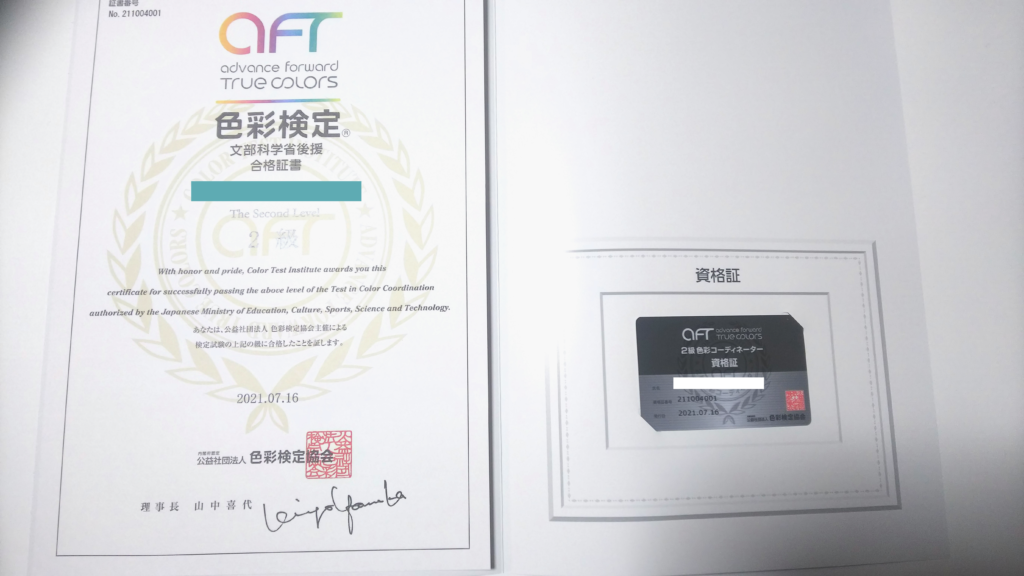 証書番号
No. 211004001
aFT
advance forward
True colors
色彩検定®
文部科学省後援
合格証書
The Second Level
2 級
With honor and pride, Color Test institute awards you this
certificate for successfully passing the above level of the Test in Color Coordination
authorized by the Japanese Ministry of Education, Culture, Sports, Science and Technology.
あなたは、公益社団法人 色彩検定協会主催による
検定試験の上記の級に合格したことを証します。
2021.07.16
内閣府認定
公益社団法人 色彩検定協会
理事長 山中喜代
資格証
aFT advance forward
True colors
2級 色彩コーディネーター
資格証
211004001
2021.07.16
色彩検定協会